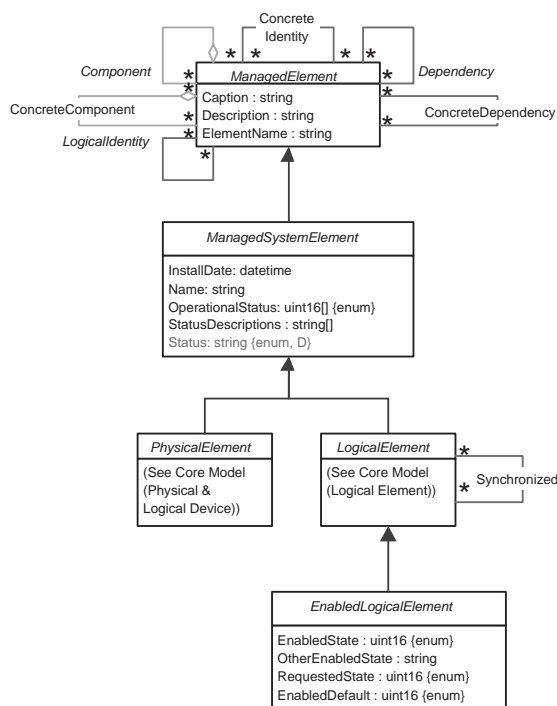 Concrete
Identity
* * * *
Component
Dependency
* ManagedElement *
*
*
ConcreteComponent
Caption : string
Description : string
ElementName : string
*
*
*
ConcreteDependency
LogicalIdentity
*
*
ManagedSystemElement
InstallDate: datetime
Name: string
OperationalStatus: uint16[] {enum}
StatusDescriptions : string[]
Status: string {enum, D}
PhysicalElement
(See Core Model
(Physical &
Logical Device))
LogicalElement
(See Core Model
(Logical Element))
*
Synchronized
*
EnabledLogicalElement
EnabledState : uint16 {enum}
OtherEnabledState : string
RequestedState : uint16 {enum}
EnabledDefault : uint16 {enum}